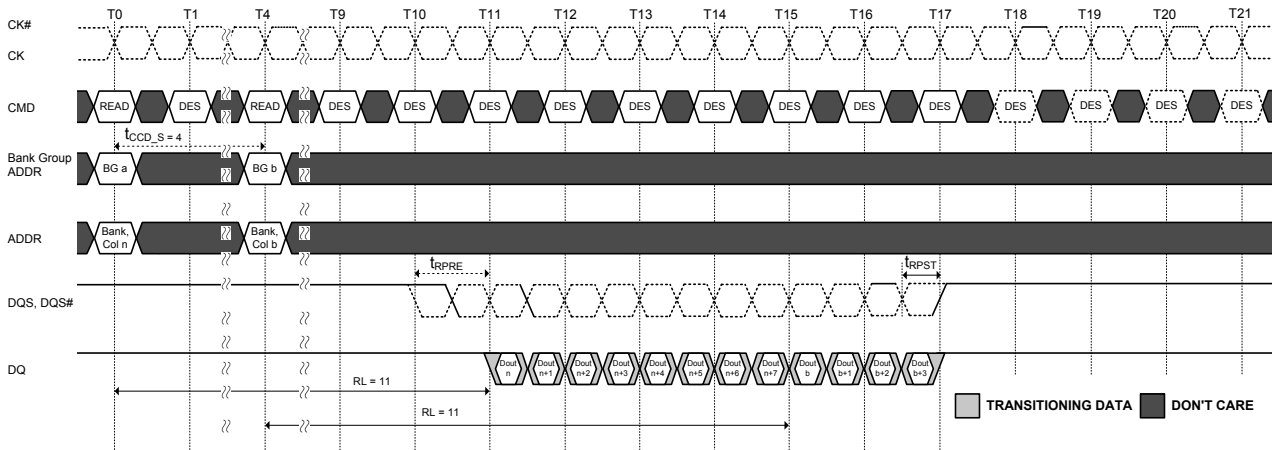 T0 T1 T4 T9 T10 T11 T12 T13 T14 T15 T16 T17 T18 T19 T20 T21
CK#
CK
CMD READ DES READ DES DES DES DES DES DES DES DES DES DES DES DES DES
tCCD_S = 4
Bank Group
ADDR
BG a BG b
ADDR
Bank, Bank,
Col n Col b
tRPRE tRPST
DQS, DQS#
DQ
Dout Dout Dout Dout Dout Dout Dout Dout Dout Dout Dout Dout
n n+1 n+2 n+3 n+4 n+5 n+6 n+7 b b+1 b+2 b+3
RL = 11
RL = 11
TRANSITIONING DATA DON'T CARE